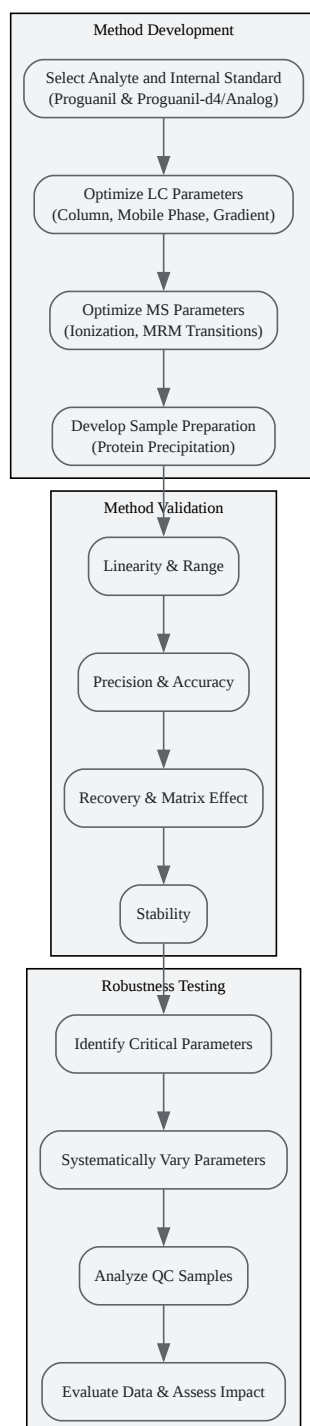 Method Development
Select Analyte and Internal Standard
(Proguanil & Proguanil-d4/Analog)
Optimize LC Parameters
(Column, Mobile Phase, Gradient)
Optimize MS Parameters
(Ionization, MRM Transitions)
Develop Sample Preparation
(Protein Precipitation)
Method Validation
Linearity & Range
Precision & Accuracy
Recovery & Matrix Effect
Stability
Robustness Testing
Identify Critical Parameters
Systematically Vary Parameters
Analyze QC Samples
Evaluate Data & Assess Impact